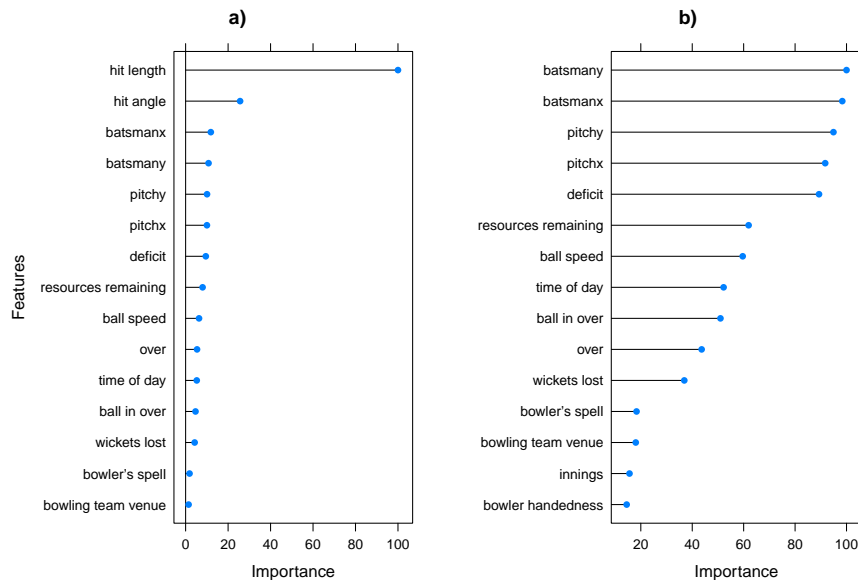 a)
Features
hit length
hit angle
batsmanx
batsmany
pitchy
pitchx
deficit
resources remaining
ball speed
over
time of day
ball in over
wickets lost
bowler's spell
bowling team venue
0 20 40 60 80 100
Importance
b)
batsmany
batsmanx
pitchy
pitchx
deficit
resources remaining
ball speed
time of day
ball in over
over
wickets lost
bowler's spell
bowling team venue
innings
bowler handedness
20 40 60 80 100
Importance